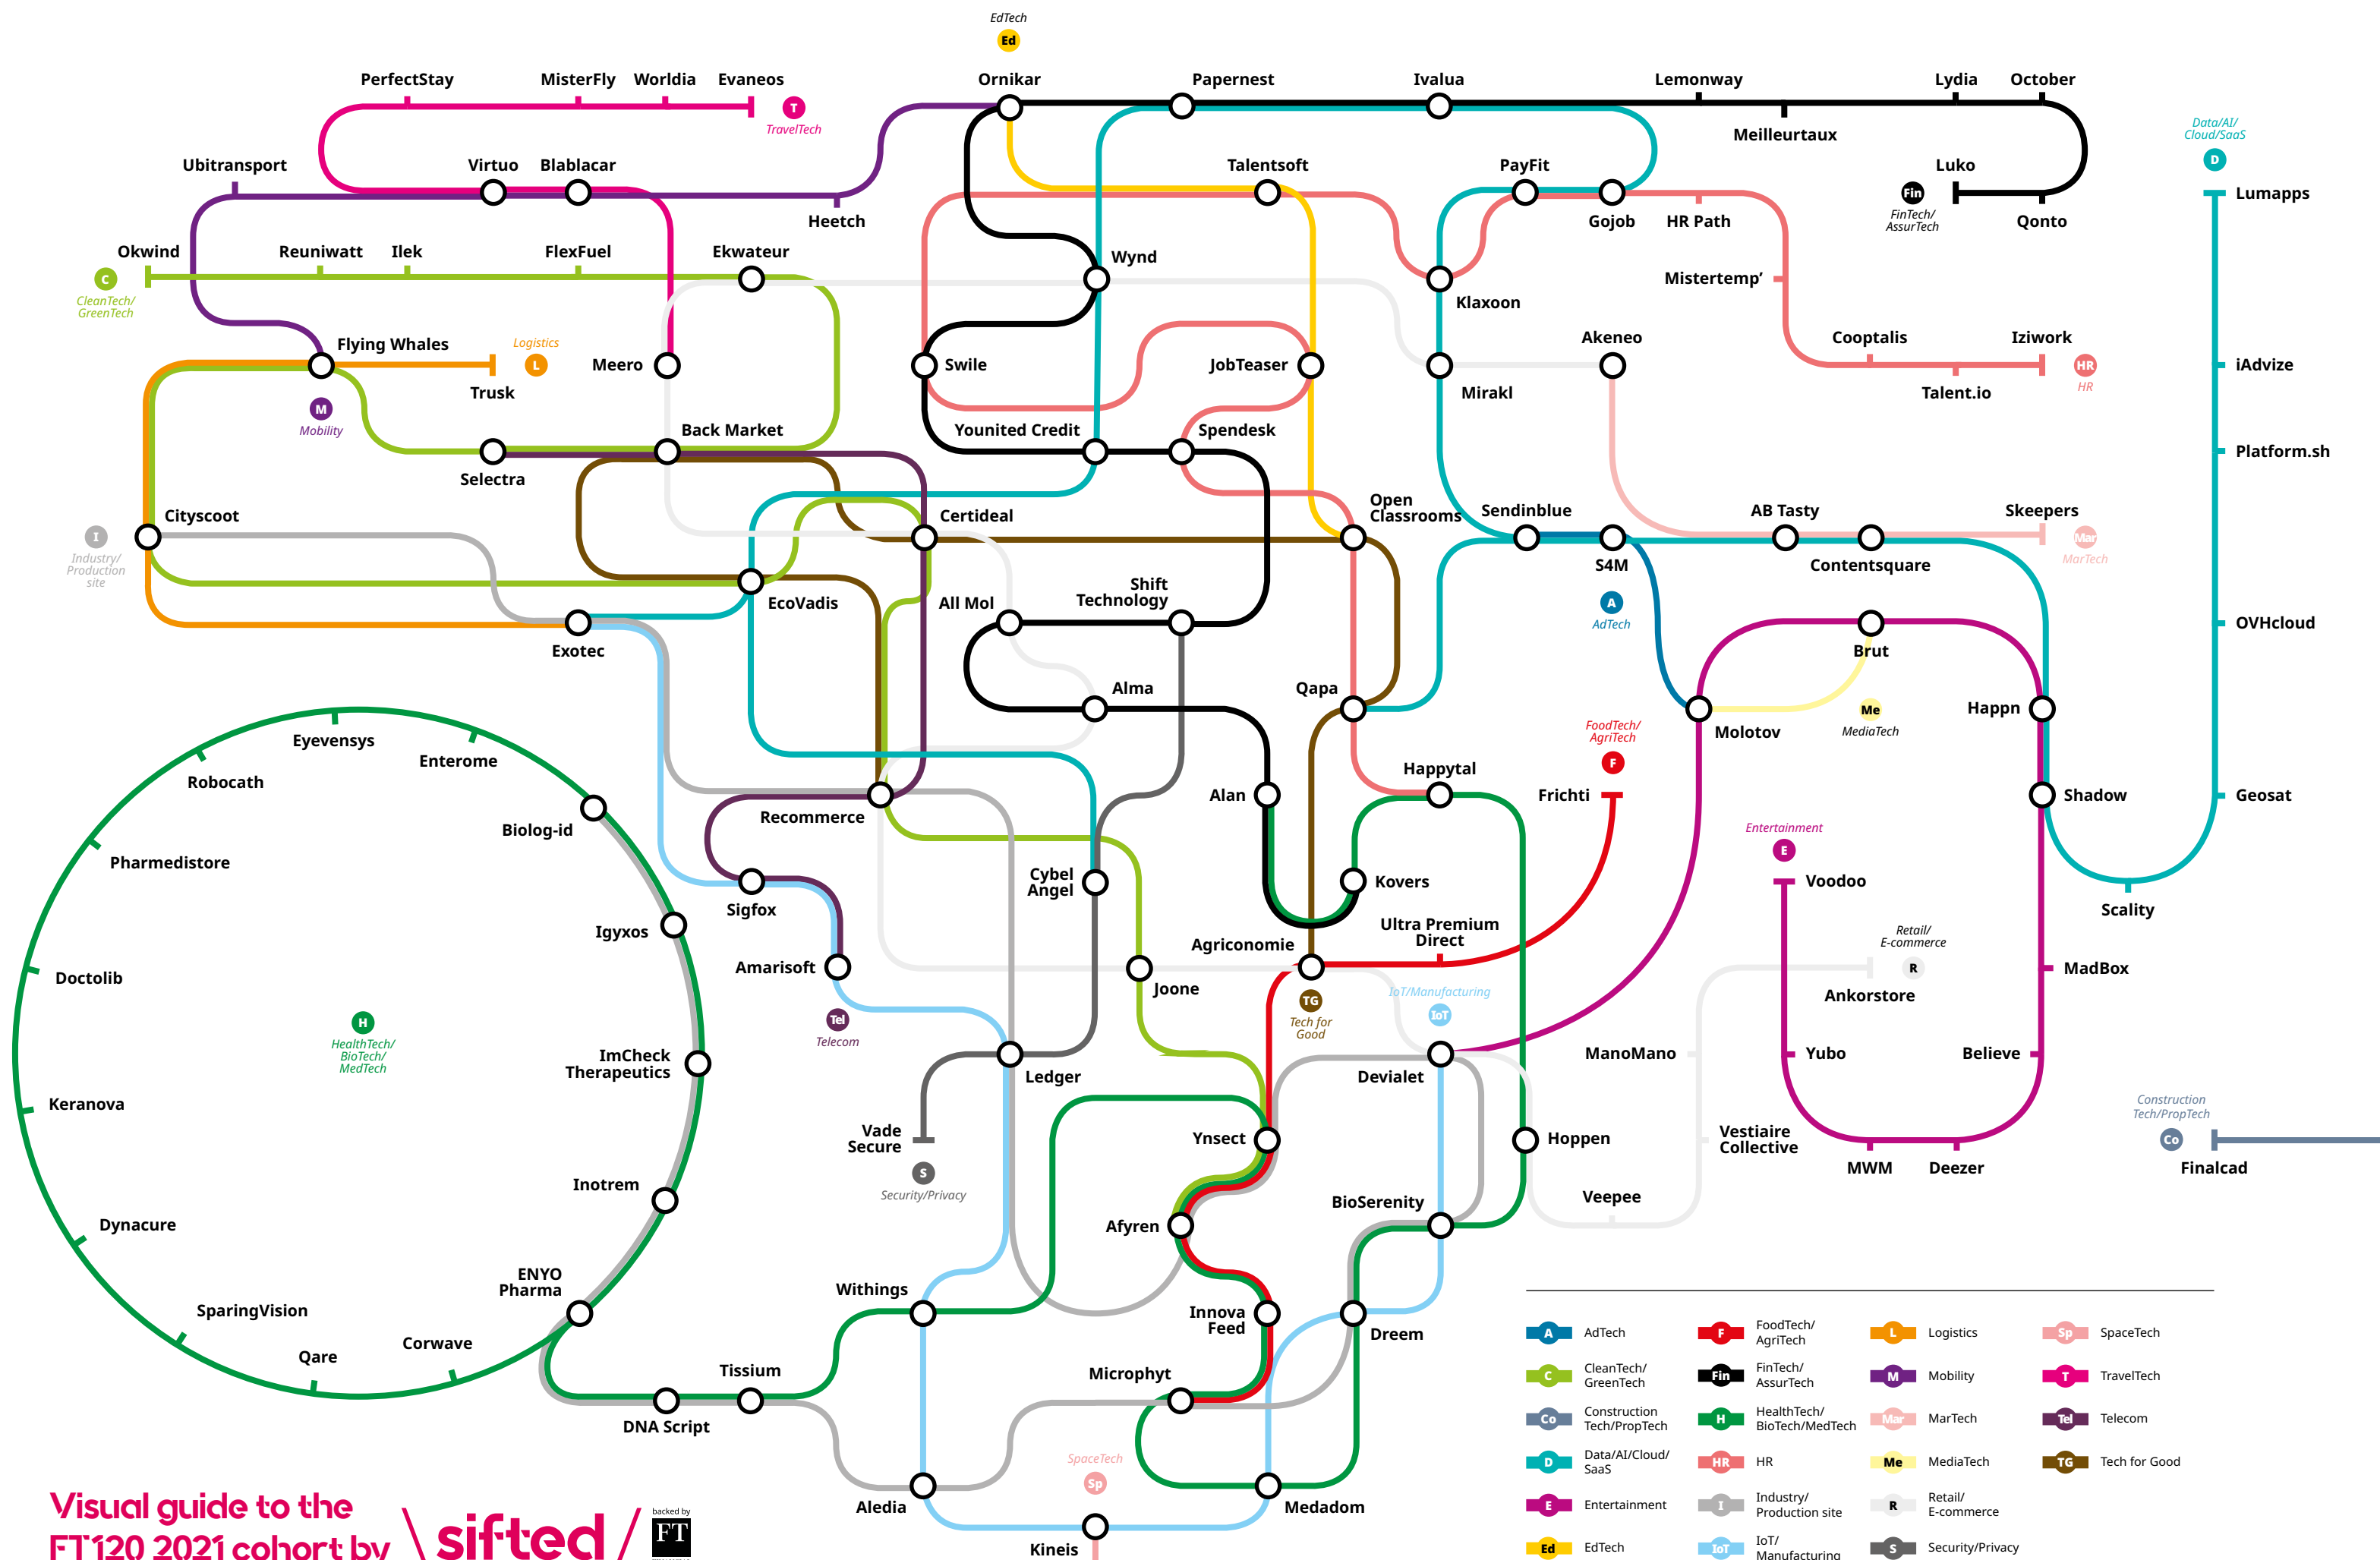 EdTech
Ed
PerfectStay
MisterFly
Worldia
Evaneos
Ornikar
Papernest
Ivalua
Lemonway
Lydia
October
T
TravelTech
Meilleurtaux
Data/AI/
Cloud/SaaS
D
Ubitransport
Virtuo
Blablacar
Talentsoft
PayFit
Luko
Heetch
Gojob
HR Path
Fin
FinTech/
AssurTech
Qonto
Lumapps
Okwind
Reuniwatt
Ilek
FlexFuel
Ekwateur
Wynd
C
CleanTech/
GreenTech
Klaxoon
Mistertemp’
Flying Whales
Logistics
L
Trusk
Meero
Swile
JobTeaser
Mirakl
Akeneo
Cooptalis
Iziwork
Talent.io
HR
HR
iAdvize
M
Mobility
Back Market
Younited Credit
Spendesk
Selectra
Platform.sh
Cityscoot
Certideal
Open
Classrooms
Sendinblue
AB Tasty
Skeepers
I
Industry/
Production
site
S4M
Contentsquare
Mar
MarTech
Shift
Technology
EcoVadis
All Mol
A
AdTech
OVHcloud
Exotec
Brut
Alma
Qapa
Me
MediaTech
Happn
Molotov
FoodTech/
AgriTech
F
Eyevensys
Enterome
Robocath
Biolog-id
Recommerce
Alan
Happytal
Frichti
Shadow
Geosat
Entertainment
E
Pharmedistore
Cybel
Angel
Kovers
Voodoo
Sigfox
Scality
Igyxos
Ultra Premium
Direct
Agriconomie
Retail/
E-commerce
R
Amarisoft
Joone
MadBox
Ankorstore
Doctolib
TG
Tech for
Good
IoT/Manufacturing
IoT
Tel
Telecom
H
HealthTech/
BioTech/
MedTech
ImCheck
Therapeutics
Ledger
Devialet
ManoMano
Yubo
Believe
Keranova
Vade
Secure
S
Security/Privacy
Ynsect
Hoppen
Vestiaire
Collective
MWM
Deezer
Construction
Tech/PropTech
Co
Finalcad
Inotrem
Dynacure
Afyren
BioSerenity
Veepee
ENYO
Pharma
SparingVision
Withings
Innova
Feed
Dreem
Corwave
Qare
Tissium
Microphyt
DNA Script
SpaceTech
Sp
Aledia
Medadom
Kineis
A
AdTech
F
FoodTech/
AgriTech
L
Logistics
Sp
SpaceTech
C
CleanTech/
GreenTech
Fin
FinTech/
AssurTech
M
Mobility
T
TravelTech
Co
Construction
Tech/PropTech
H
HealthTech/
BioTech/MedTech
Mar
MarTech
Tel
Telecom
D
Data/AI/Cloud/
SaaS
HR
HR
Me
MediaTech
TG
Tech for Good
E
Entertainment
I
Industry/
Production site
R
Retail/
E-commerce
Ed
EdTech
IoT
IoT/
Manufacturing
S
Security/Privacy
Visual guide to the
FT120 2021 cohort by
\sifted/
backed by
FT